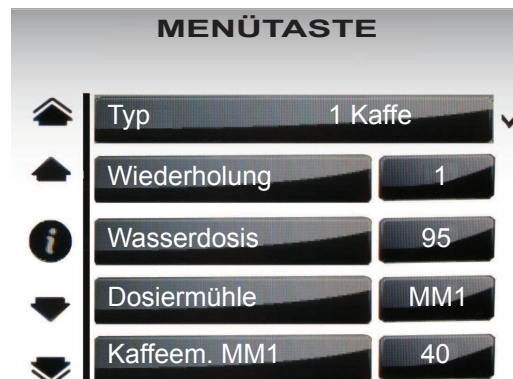 MENÜTASTE
Typ 1 Kaffe
Wiederholung 1
Wasserdosis 95
Dosiermühle MM1
Kaffeem. MM1 40